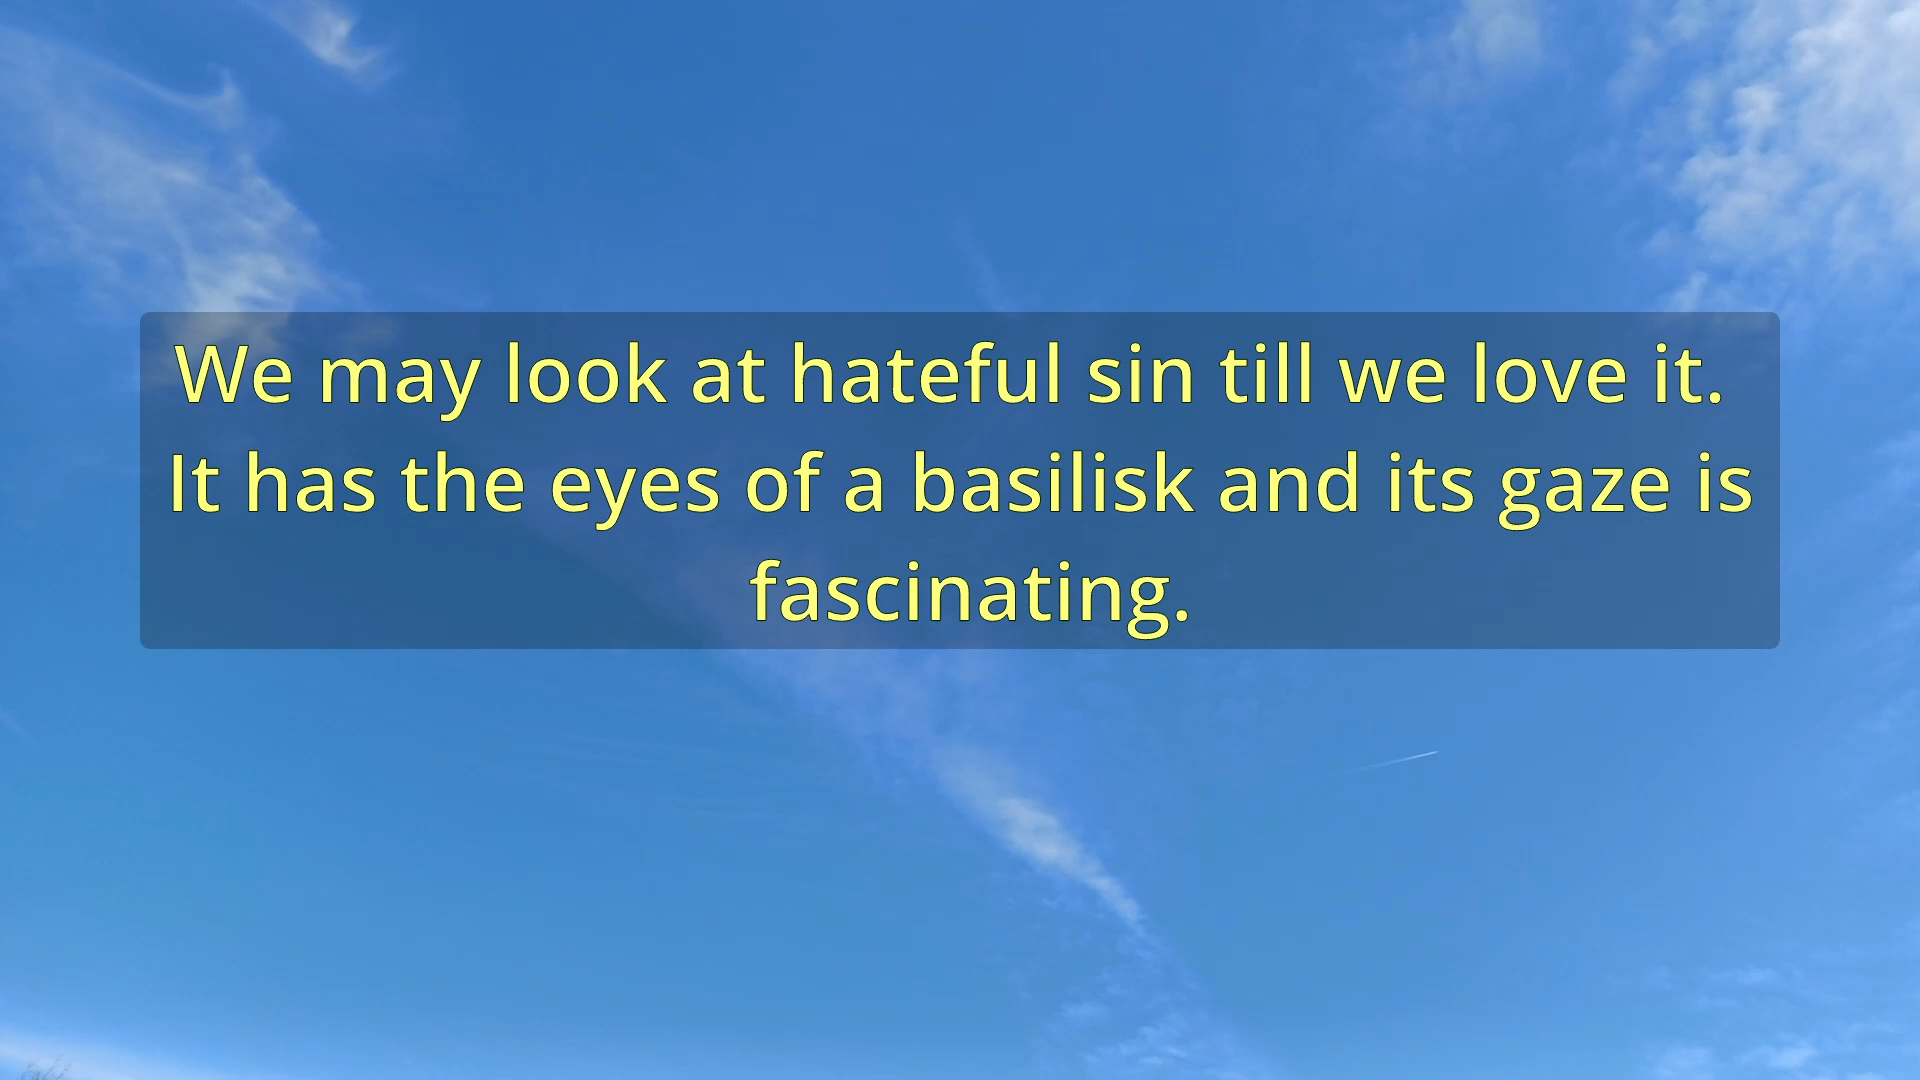 We may look at hateful sin till we love it.
It has the eyes of a basilisk and its gaze is
fascinating.